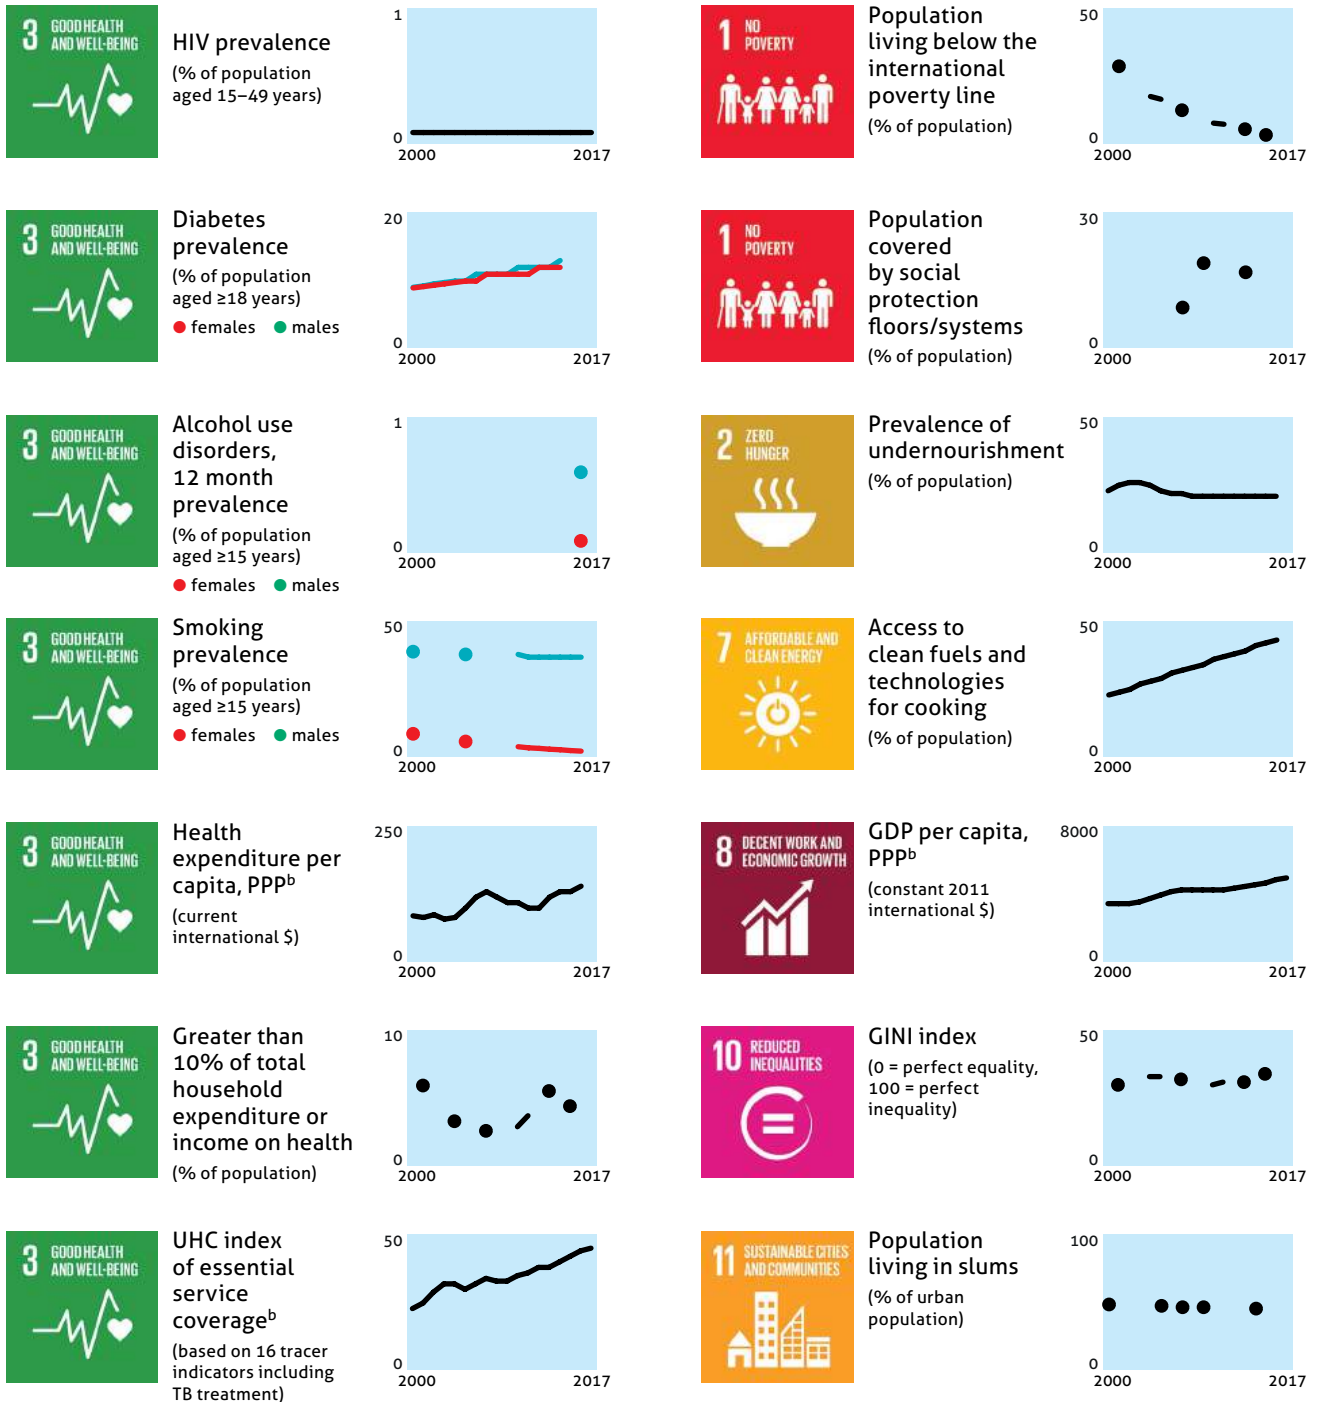 3 GOOD HEALTH
AND WELL-BEING
HIV prevalence
(% of population
aged 15–49 years)
1
0
2000 2017
3 GOOD HEALTH
AND WELL-BEING
Diabetes
prevalence
(% of population
aged ≥18 years)
females males
20
0
2000 2017
3 GOOD HEALTH
AND WELL-BEING
Alcohol use
disorders,
12 month
prevalence
(% of population
aged ≥15 years)
females males
1
0
2000 2017
3 GOOD HEALTH
AND WELL-BEING
Smoking
prevalence
(% of population
aged ≥15 years)
females males
50
0
2000 2017
3 GOOD HEALTH
AND WELL-BEING
Health
expenditure per
capita, PPPᵇ
(current
international $)
250
0
2000 2017
3 GOOD HEALTH
AND WELL-BEING
Greater than
10% of total
household
expenditure or
income on health
(% of population)
10
0
2000 2017
3 GOOD HEALTH
AND WELL-BEING
UHC index
of essential
service
coverageᵇ
(based on 16 tracer
indicators including
TB treatment)
50
0
2000 2017
1 NO
POVERTY
Population
living below the
international
poverty line
(% of population)
50
0
2000 2017
1 NO
POVERTY
Population
covered
by social
protection
floors/systems
(% of population)
30
0
2000 2017
2 ZERO
HUNGER
Prevalence of
undernourishment
(% of population)
50
0
2000 2017
7 AFFORDABLE AND
CLEAN ENERGY
Access to
clean fuels and
technologies
for cooking
(% of population)
50
0
2000 2017
8 DECENT WORK AND
ECONOMIC GROWTH
GDP per capita,
PPPᵇ
(constant 2011
international $)
8000
0
2000 2017
10 REDUCED
INEQUALITIES
GINI index
(0 = perfect equality,
100 = perfect
inequality)
50
0
2000 2017
11 SUSTAINABLE CITIES
AND COMMUNITIES
Population
living in slums
(% of urban
population)
100
0
2000 2017